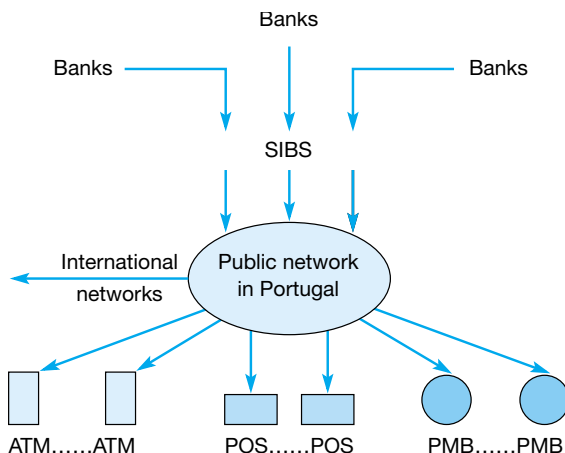 Banks
Banks
Banks
SIBS
International
networks
Public network
in Portugal
ATM......ATM
POS......POS
PMB......PMB